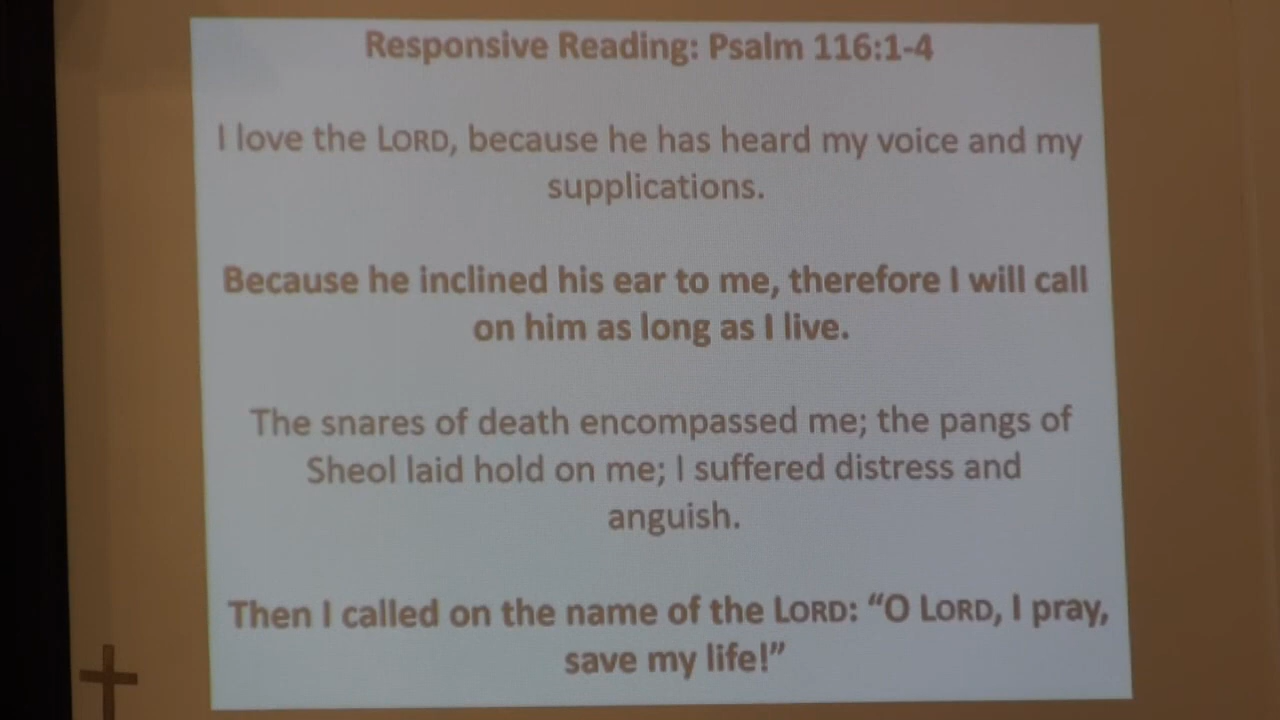 Responsive Reading: Psalm 116:1-4
I love the LORD, because he has heard my voice and my
supplications.
Because he inclined his ear to me, therefore I will call
on him as long as I live.
The snares of death encompassed me; the pangs of
Sheol laid hold on me; I suffered distress and
anguish.
Then I called on the name of the LORD: “O LORD, I pray,
save my life!”